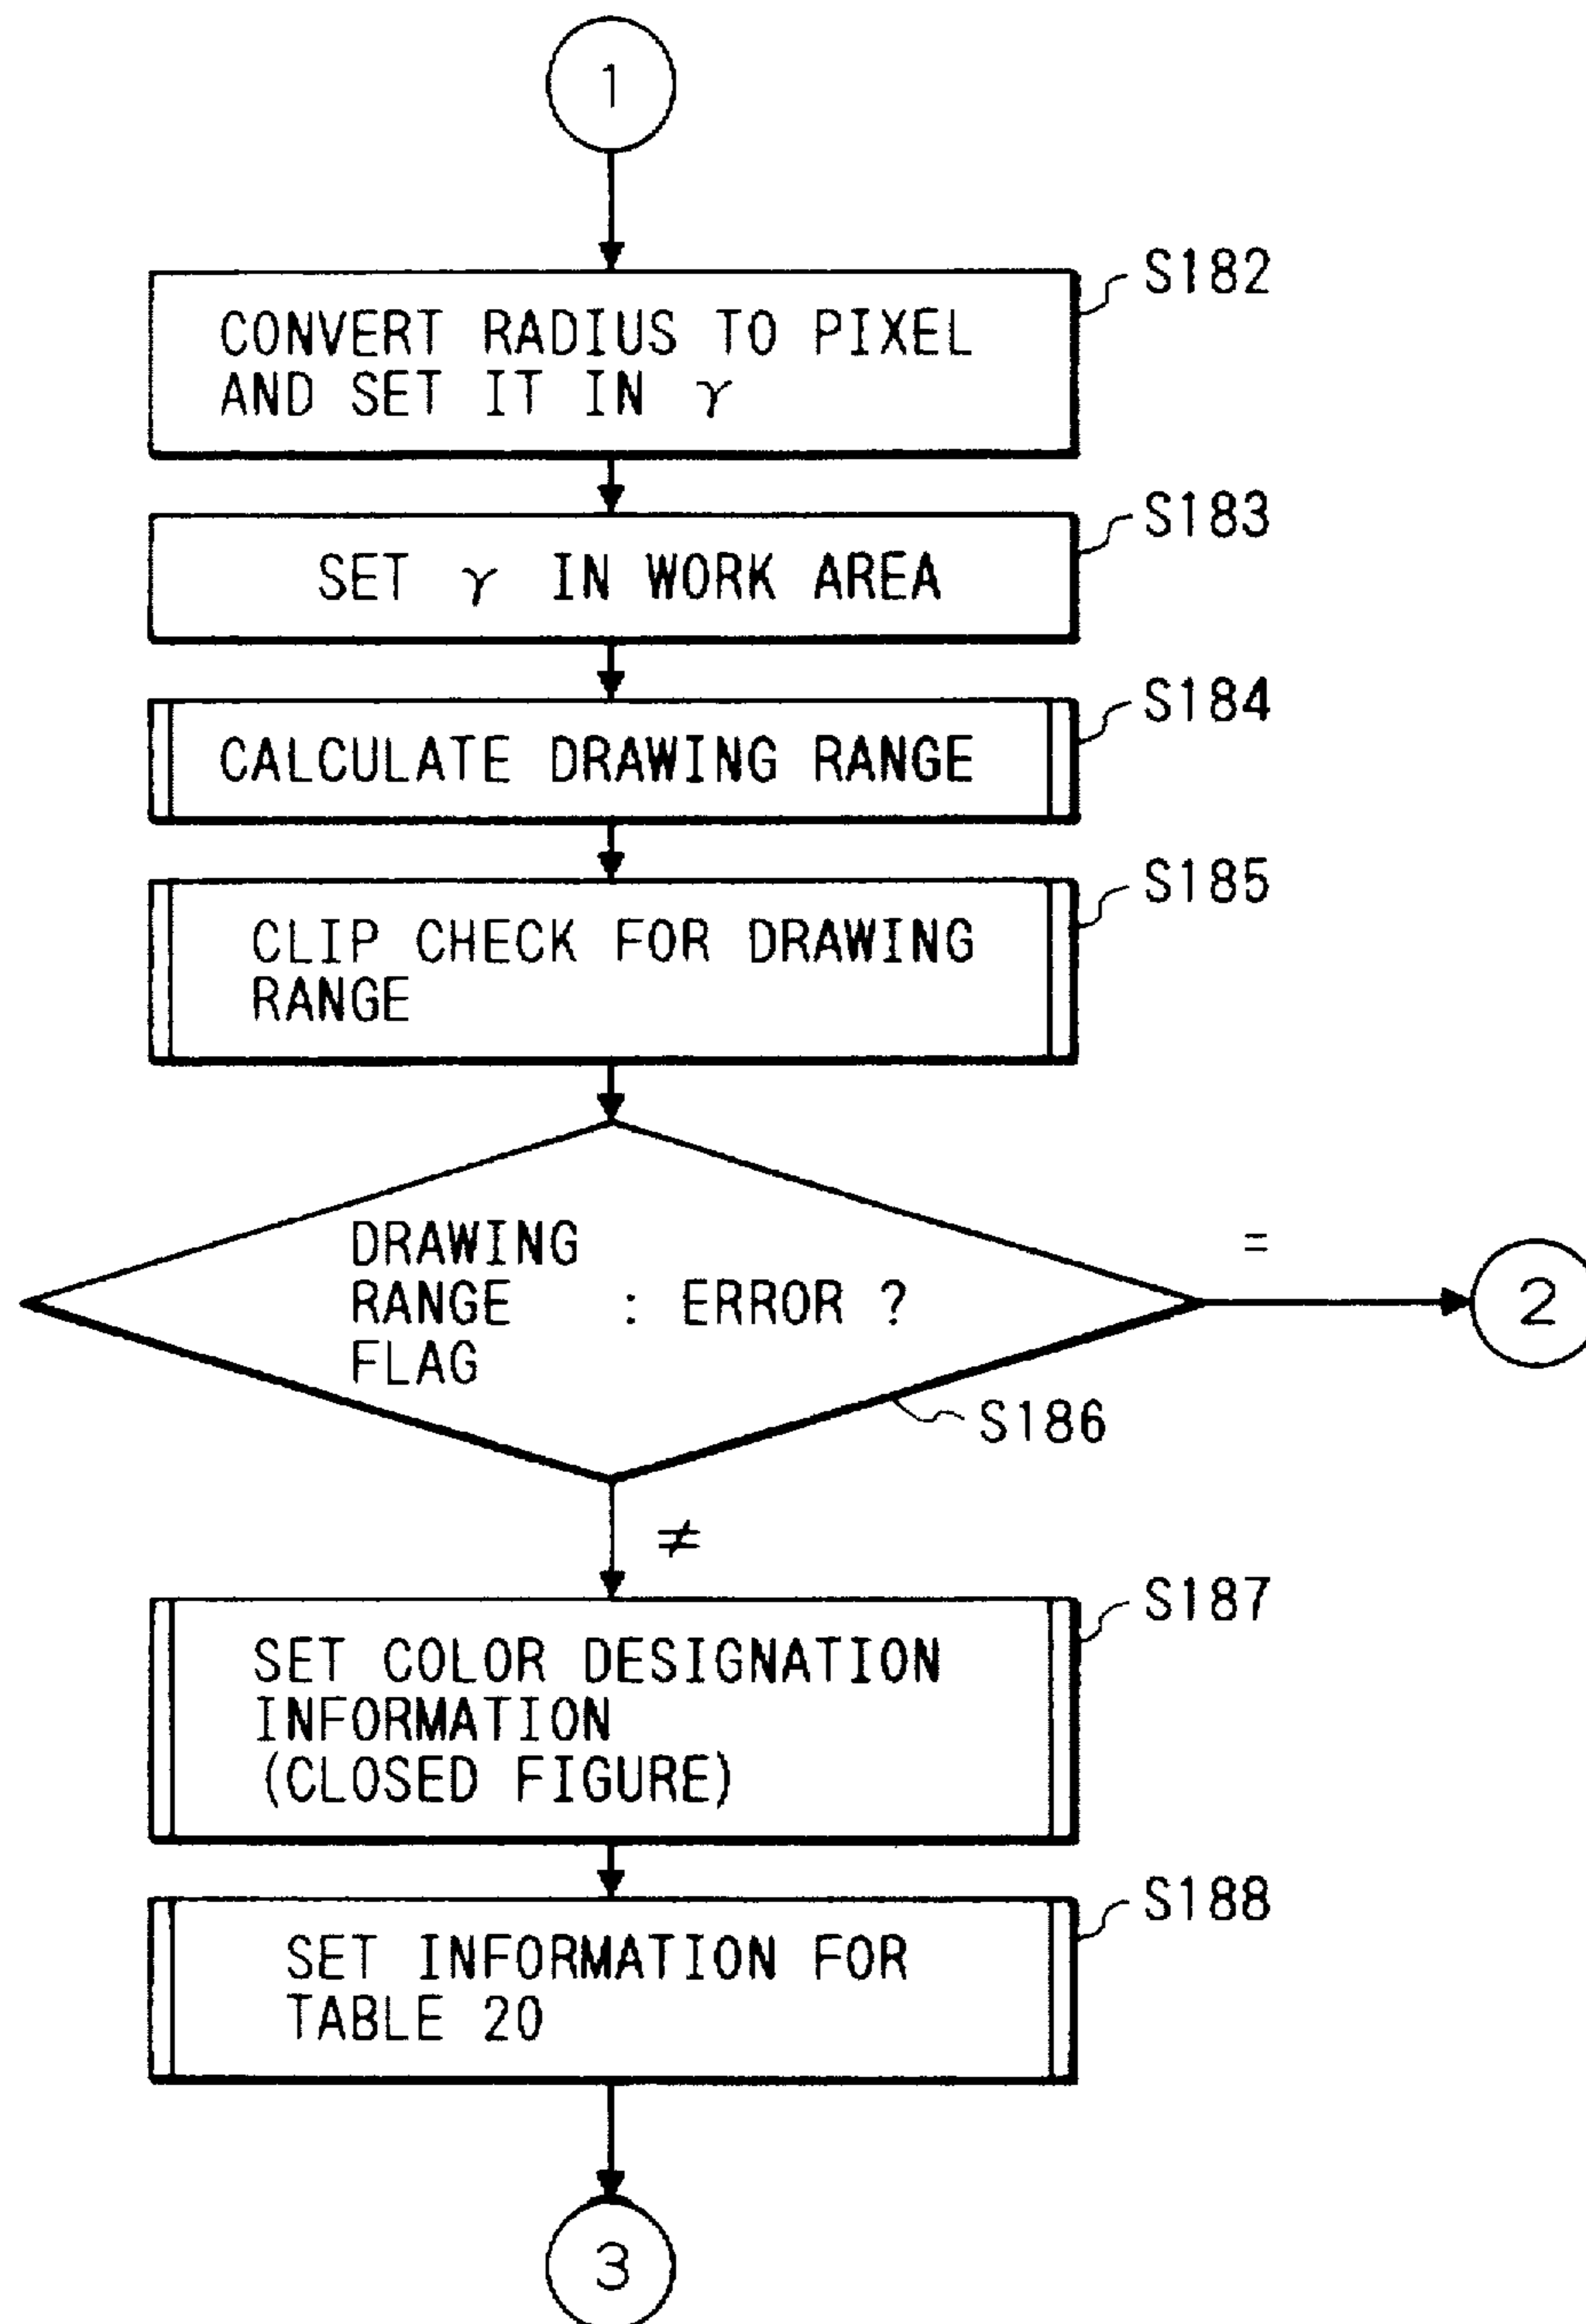 1
S182
CONVERT RADIUS TO PIXEL
AND SET IT IN γ
S183
SET γ IN WORK AREA
S184
CALCULATE DRAWING RANGE
S185
CLIP CHECK FOR DRAWING
RANGE
=
DRAWING
RANGE : ERROR ?
FLAG
2
S186
≠
S187
SET COLOR DESIGNATION
INFORMATION
(CLOSED FIGURE)
S188
SET INFORMATION FOR
TABLE 20
3